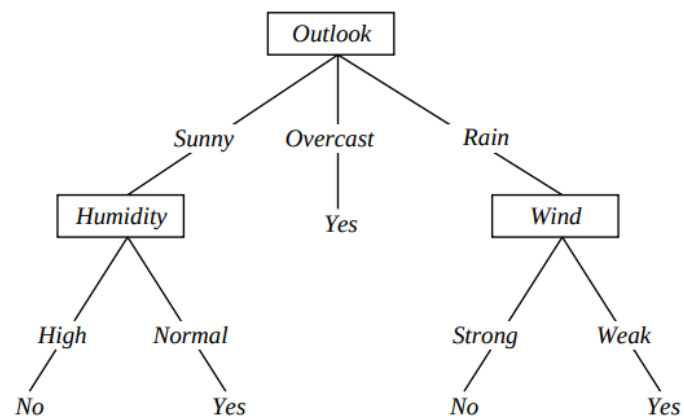 Outlook
Sunny Overcast Rain
Humidity Yes Wind
High Normal Strong Weak
No Yes No Yes